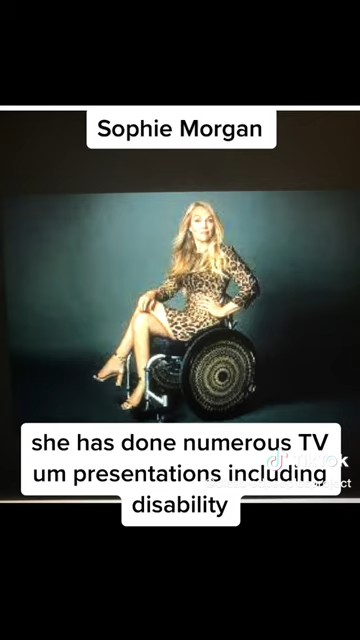 Sophie Morgan
she has done numerous TV
um presentations including
disability